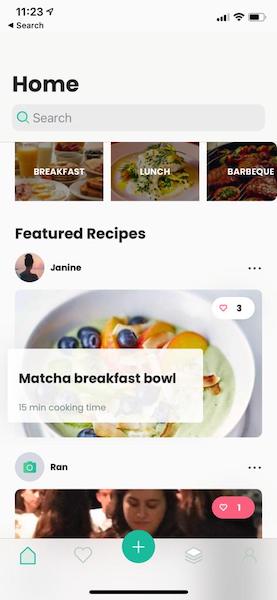 11:23
Search
Home
Search
BREAKFAST
LUNCH
BARBEQUE
Featured Recipes
Janine
3
Matcha breakfast bowl
15 min cooking time
Ran
1